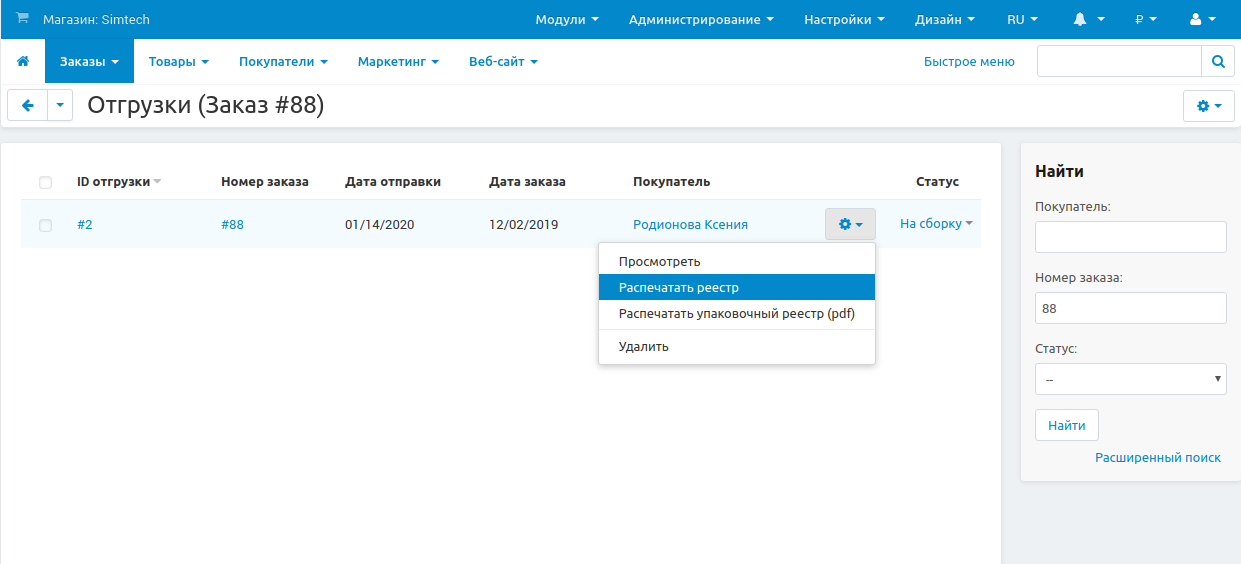 Магазин: Simtech Модули Администрирование Настройки Дизайн RU ₽
Заказы Товары Покупатели Маркетинг Веб-сайт Быстрое меню
Отгрузки (Заказ #88)
ID отгрузки Номер заказа Дата отправки Дата заказа Покупатель Статус
#2 #88 01/14/2020 12/02/2019 Родионова Ксения На сборку
Просмотреть
Распечатать реестр
Распечатать упаковочный реестр (pdf)
Удалить
Найти
Покупатель:
Номер заказа:
88
Статус:
--
Найти
Расширенный поиск